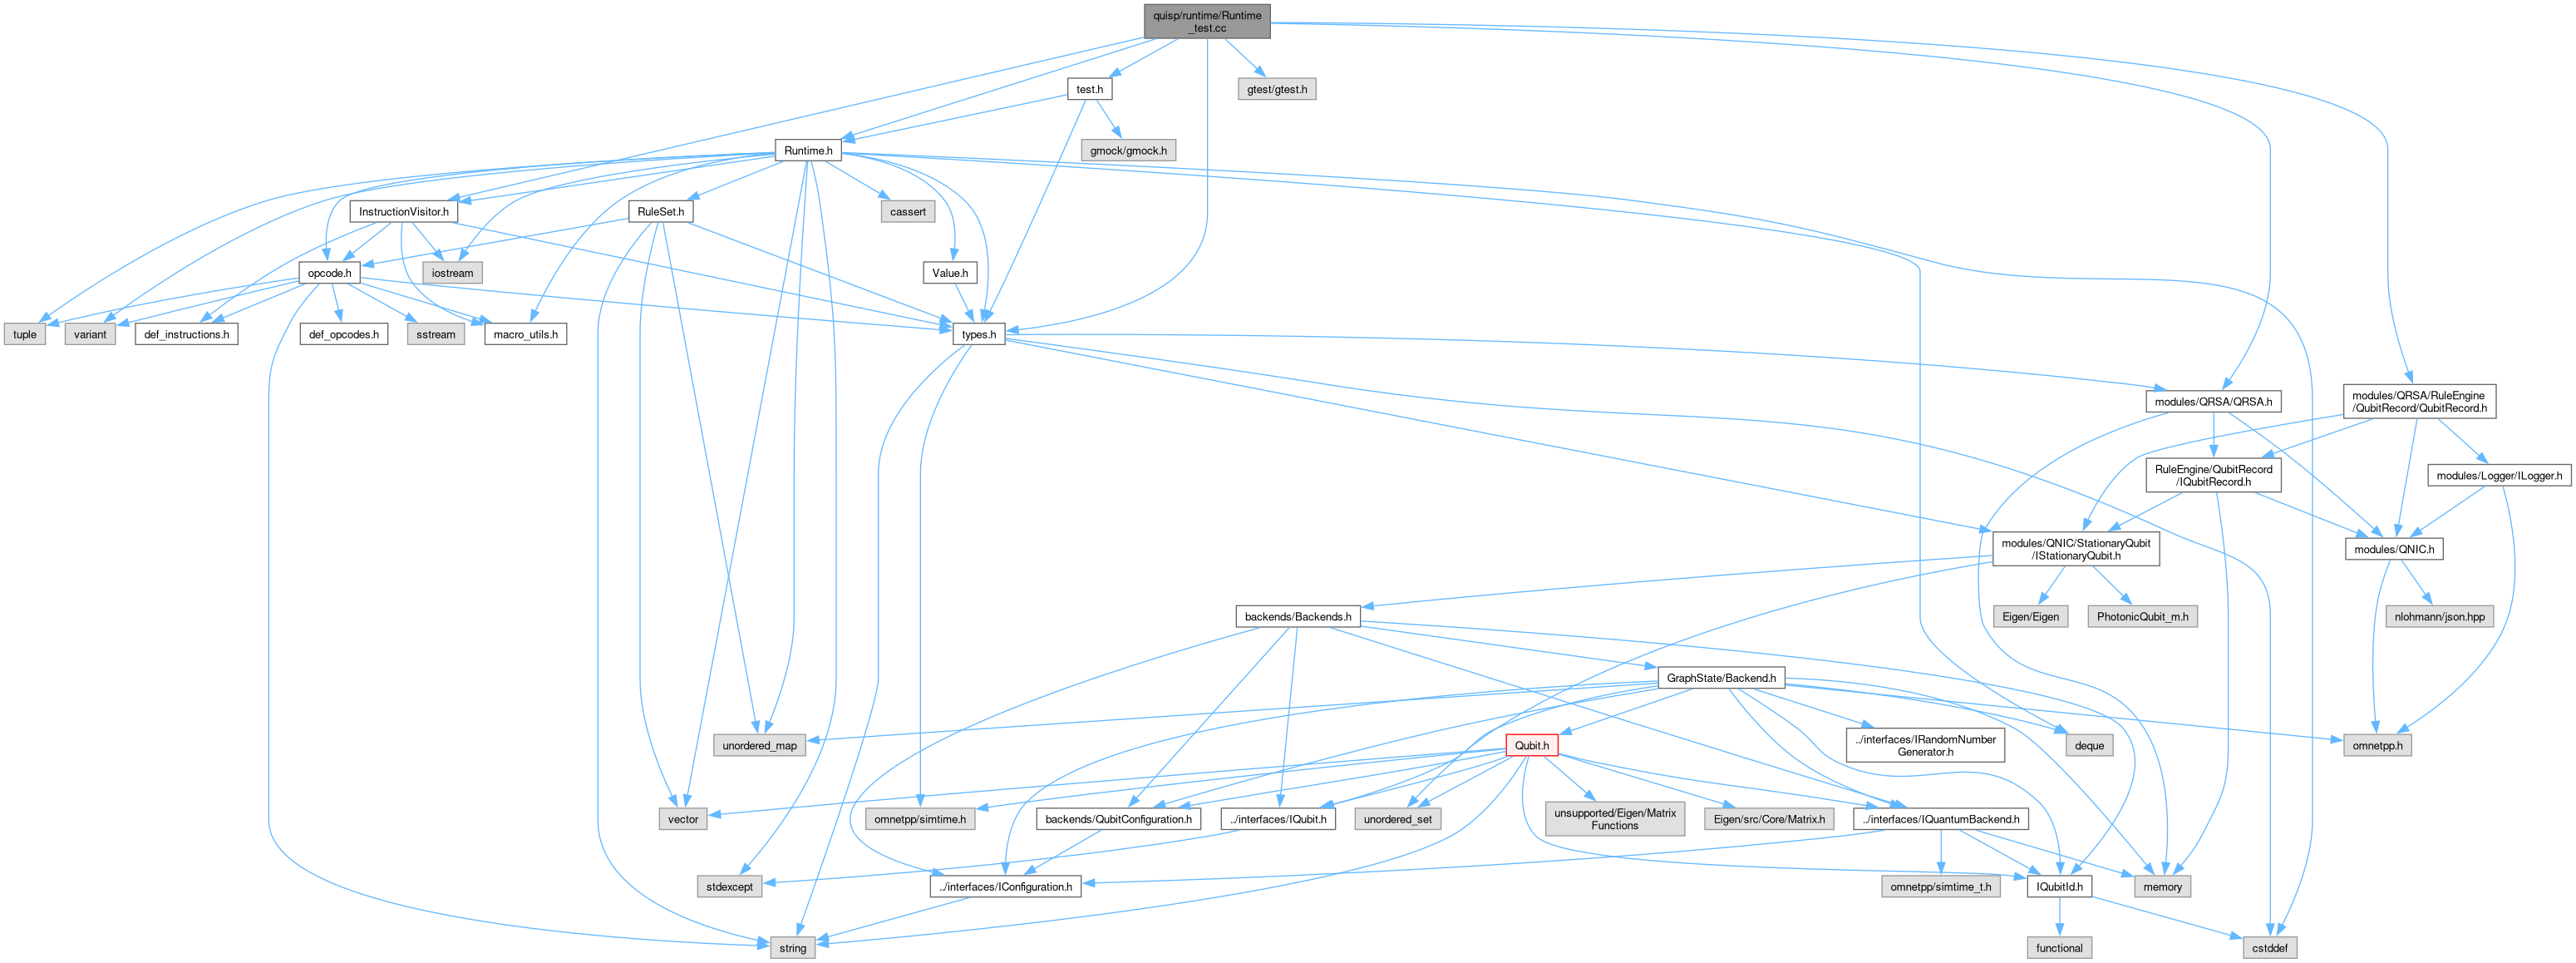 quisp/runtime/Runtime
_test.cc
test.h
gtest/gtest.h
Runtime.h
gmock/gmock.h
InstructionVisitor.h
RuleSet.h
cassert
opcode.h
iostream
Value.h
tuple
variant
def_instructions.h
def_opcodes.h
sstream
macro_utils.h
types.h
modules/QRSA/QRSA.h
modules/QRSA/RuleEngine
/QubitRecord/QubitRecord.h
RuleEngine/QubitRecord
/IQubitRecord.h
modules/Logger/ILogger.h
modules/QNIC/StationaryQubit
/IStationaryQubit.h
modules/QNIC.h
backends/Backends.h
Eigen/Eigen
PhotonicQubit_m.h
nlohmann/json.hpp
GraphState/Backend.h
unordered_map
Qubit.h
../interfaces/IRandomNumber
Generator.h
deque
omnetpp.h
vector
omnetpp/simtime.h
backends/QubitConfiguration.h
../interfaces/IQubit.h
unordered_set
unsupported/Eigen/Matrix
Functions
Eigen/src/Core/Matrix.h
../interfaces/IQuantumBackend.h
stdexcept
../interfaces/IConfiguration.h
omnetpp/simtime_t.h
IQubitId.h
memory
string
functional
cstddef